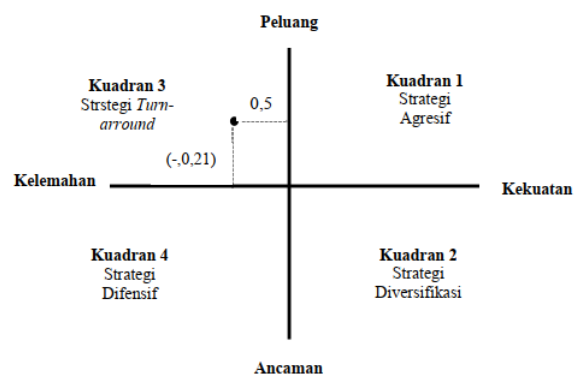 Peluang
Kuadran 3
Strstegi Turn-
arround
0,5
Kuadran 1
Strategi
Agresif
(-,0,21)
Kelemahan
Kekuatan
Kuadran 4
Strategi
Difensif
Kuadran 2
Strategi
Diversifikasi
Ancaman